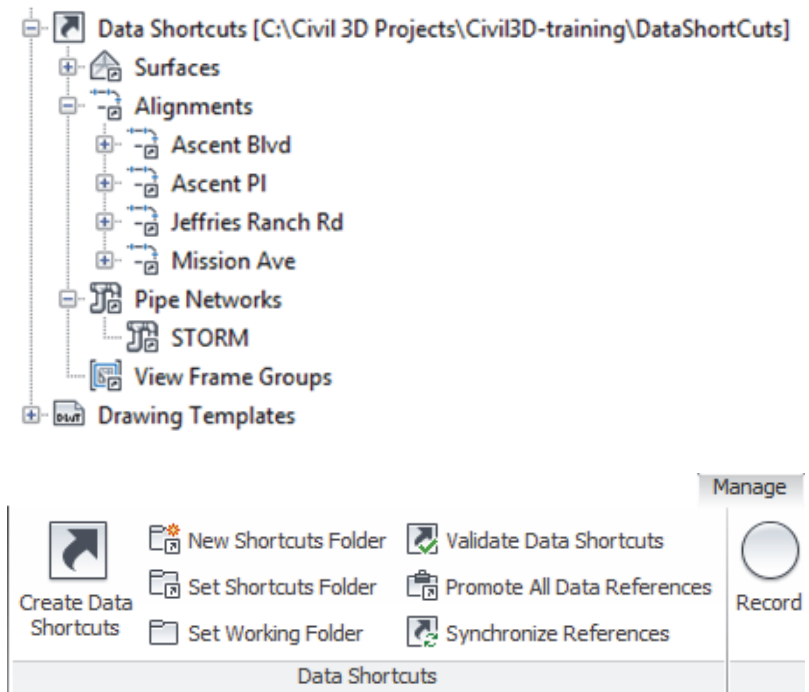 Data Shortcuts [C:\Civil 3D Projects\Civil3D-training\DataShortCuts]
Surfaces
Alignments
Ascent Blvd
Ascent Pl
Jeffries Ranch Rd
Mission Ave
Pipe Networks
STORM
View Frame Groups
DWT Drawing Templates
Manage
Create Data
Shortcuts
New Shortcuts Folder
Set Shortcuts Folder
Set Working Folder
Validate Data Shortcuts
Promote All Data References
Synchronize References
Record
Data Shortcuts